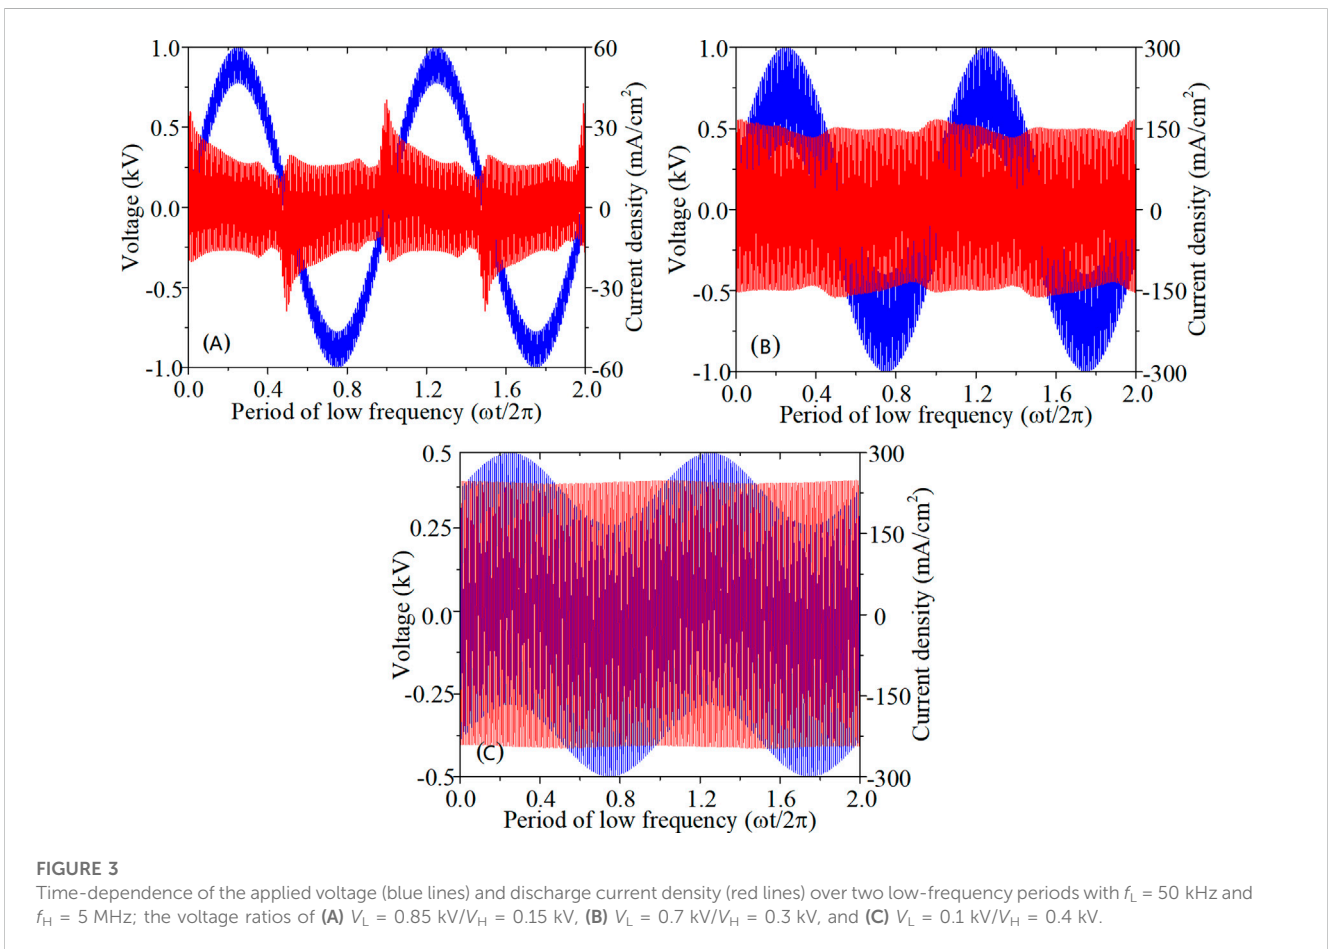 1.0
0.5
0.0
-0.5
-1.0
Voltage (kV)
60
30
0
-30
-60
Current density (mA/cm²)
(A)
0.0 0.4 0.8 1.2 1.6 2.0
Period of low frequency (ωt/2π)
1.0
0.5
0.0
-0.5
-1.0
Voltage (kV)
300
150
0
-150
-300
Current density (mA/cm²)
(B)
0.0 0.4 0.8 1.2 1.6 2.0
Period of low frequency (ωt/2π)
0.5
0.25
0.0
-0.25
-0.5
Voltage (kV)
300
150
0
-150
-300
Current density (mA/cm²)
(C)
0.0 0.4 0.8 1.2 1.6 2.0
Period of low frequency (ωt/2π)
FIGURE 3
Time-dependence of the applied voltage (blue lines) and discharge current density (red lines) over two low-frequency periods with f_L = 50 kHz and
f_H = 5 MHz; the voltage ratios of (A) V_L = 0.85 kV/V_H = 0.15 kV, (B) V_L = 0.7 kV/V_H = 0.3 kV, and (C) V_L = 0.1 kV/V_H = 0.4 kV.